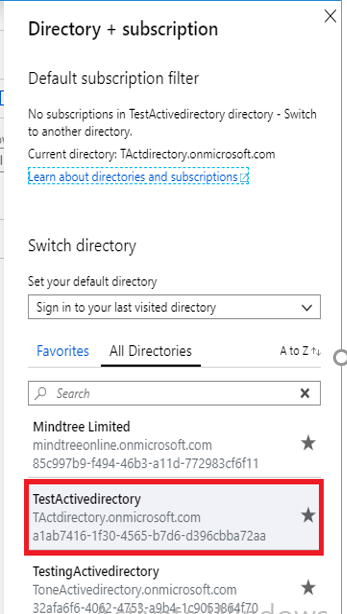 Directory + subscription
Default subscription filter
No subscriptions in TestActivedirectory directory - Switch
to another directory.
Current directory: TActdirectory.onmicrosoft.com
Learn about directories and subscriptions
Switch directory
Set your default directory
Sign in to your last visited directory
Favorites All Directories A to Z
Search
Mindtree Limited
mindtreeonline.onmicrosoft.com
85c997b9-f494-46b3-a11d-772983cf6f11
TestActivedirectory
TActdirectory.onmicrosoft.com
a1ab7416-1f30-4565-b7d6-d396cbba72aa
TestingActivedirectory
ToneActivedirectory.onmicrosoft.com